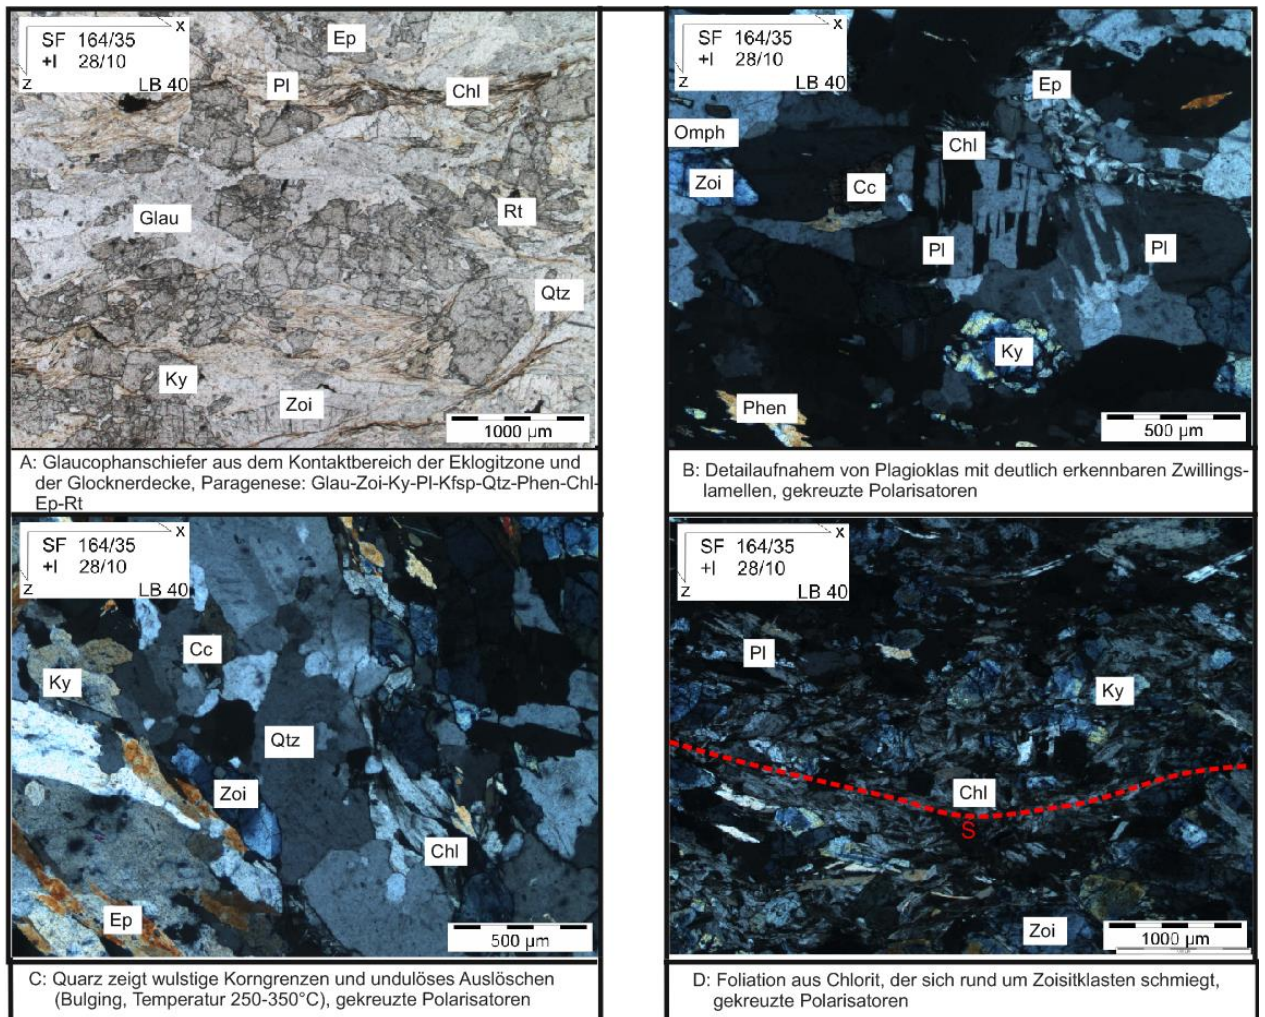 x
SF 164/35
+l 28/10
z
LB 40
Ep
Pl
Chl
Glau
Rt
Qtz
Ky
Zoi
1000 µm
A: Glaucophanschiefer aus dem Kontaktbereich der Eklogitzone und
der Glocknerdecke, Paragenese: Glau-Zoi-Ky-Pl-Kfsp-Qtz-Phen-Chl-
Ep-Rt
x
SF 164/35
+l 28/10
z
LB 40
Ep
Omph
Chl
Zoi
Cc
Pl
Pl
Ky
Phen
500 µm
B: Detailaufnahem von Plagioklas mit deutlich erkennbaren Zwillings-
lamellen, gekreuzte Polarisatoren
x
SF 164/35
+l 28/10
z
LB 40
Cc
Ky
Qtz
Zoi
Chl
Ep
500 µm
C: Quarz zeigt wulstige Korngrenzen und undulöses Auslöschen
(Bulging, Temperatur 250-350°C), gekreuzte Polarisatoren
x
SF 164/35
+l 28/10
z
LB 40
Pl
Ky
Chl
S
Zoi
1000 µm
D: Foliation aus Chlorit, der sich rund um Zoisitklasten schmiegt,
gekreuzte Polarisatoren